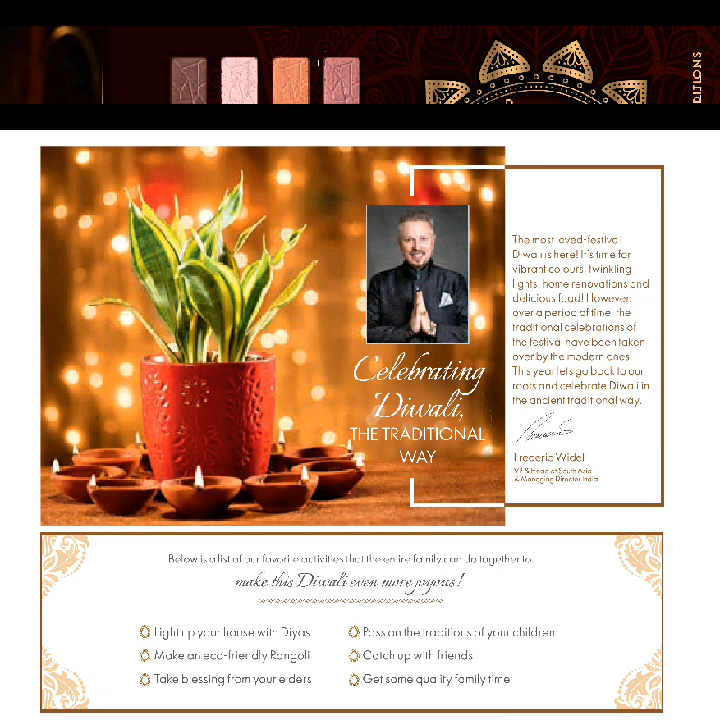 DITIONS
Celebrating
Diwali,
THE TRADITIONAL
WAY
The most loved festival
Diwali is here! It's time for
vibrant colours, twinkling
lights, home renovations and
delicious food! However,
over a period of time, the
traditional celebrations of
the festival have been taken
over by the modern ones.
This year lets go back to our
roots and celebrate Diwali in
the ancient traditional way.
Frederic Widell
VP & Head of South Asia
& Managing Director India
Below is a list of our favorite activities that the entire family can do together to
make this Diwali even more joyous!
Light up your house with Diyas
Make an eco-friendly Rangoli
Take blessing from your elders
Pass on the traditions of your children
Catch up with friends
Get some quality family time